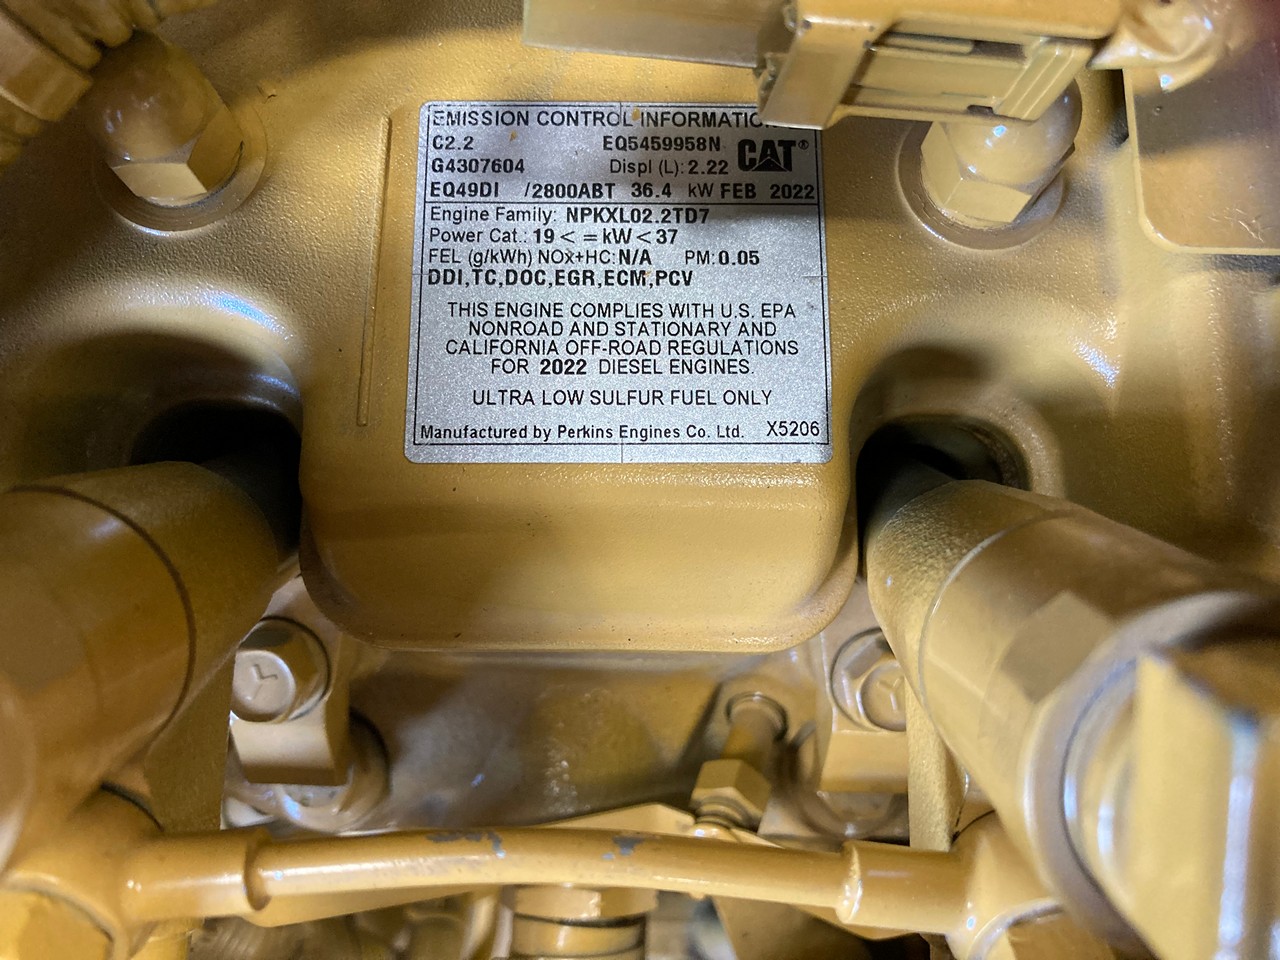 EMISSION CONTROL INFORMATION
C2.2 EQ5459958N CAT®
G4307604 Displ (L): 2.22
EQ49DI /2800ABT 36.4 kW FEB 2022
Engine Family: NPKXL02.2TD7
Power Cat.: 19 < = kW < 37
FEL (g/kWh) NOx+HC: N/A PM: 0.05
DDI,TC,DOC,EGR,ECM,PCV
THIS ENGINE COMPLIES WITH U.S. EPA
NONROAD AND STATIONARY AND
CALIFORNIA OFF-ROAD REGULATIONS
FOR 2022 DIESEL ENGINES.
ULTRA LOW SULFUR FUEL ONLY
Manufactured by Perkins Engines Co. Ltd. X5206